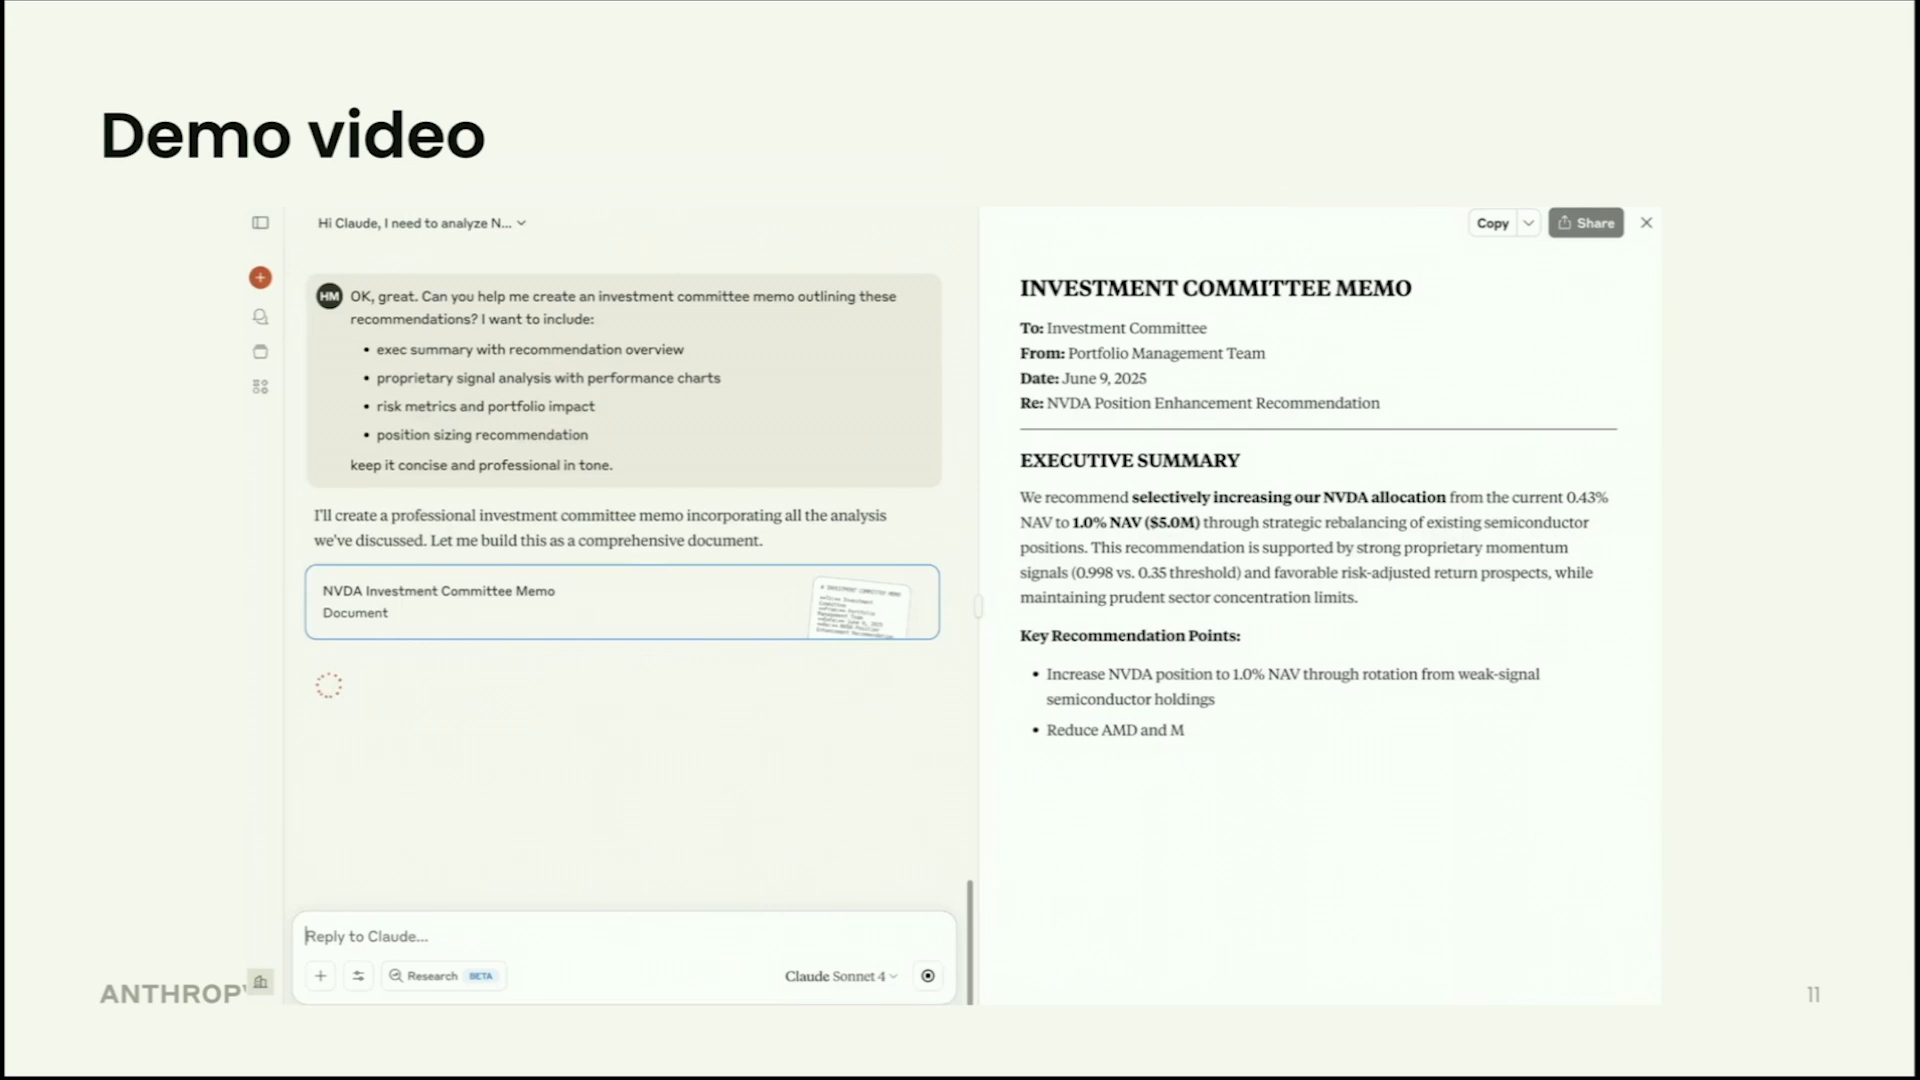 Demo video
Hi Claude, I need to analyze N...
HM
OK, great. Can you help me create an investment committee memo outlining these
recommendations? I want to include:
• exec summary with recommendation overview
• proprietary signal analysis with performance charts
• risk metrics and portfolio impact
• position sizing recommendation
keep it concise and professional in tone.
I'll create a professional investment committee memo incorporating all the analysis
we've discussed. Let me build this as a comprehensive document.
NVDA Investment Committee Memo
Document
# INVESTMENT COMMITTEE MEMO
Reply to Claude...
Research BETA
Claude Sonnet 4
Copy
Share
INVESTMENT COMMITTEE MEMO
To: Investment Committee
From: Portfolio Management Team
Date: June 9, 2025
Re: NVDA Position Enhancement Recommendation
EXECUTIVE SUMMARY
We recommend selectively increasing our NVDA allocation from the current 0.43%
NAV to 1.0% NAV ($5.0M) through strategic rebalancing of existing semiconductor
positions. This recommendation is supported by strong proprietary momentum
signals (0.998 vs. 0.35 threshold) and favorable risk-adjusted return prospects, while
maintaining prudent sector concentration limits.
Key Recommendation Points:
• Increase NVDA position to 1.0% NAV through rotation from weak-signal
semiconductor holdings
• Reduce AMD and M
ANTHROP
11